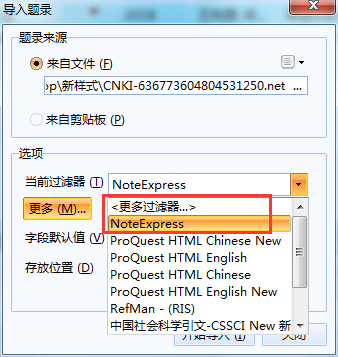 导入题录
题录来源
来自文件 (F)
op\新样式\CNKI-636773604804531250.net ...
来自剪贴板 (P)
选项
当前过滤器 (T) NoteExpress
更多 (M)... <更多过滤器...>
NoteExpress
字段默认值 (V) ProQuest HTML Chinese New
ProQuest HTML English
存放位置 (D) ProQuest HTML Chinese
ProQuest HTML English New
RefMan - (RIS)
中国社会科学引文-CSSCI New 新
开始导入 (I) 关闭